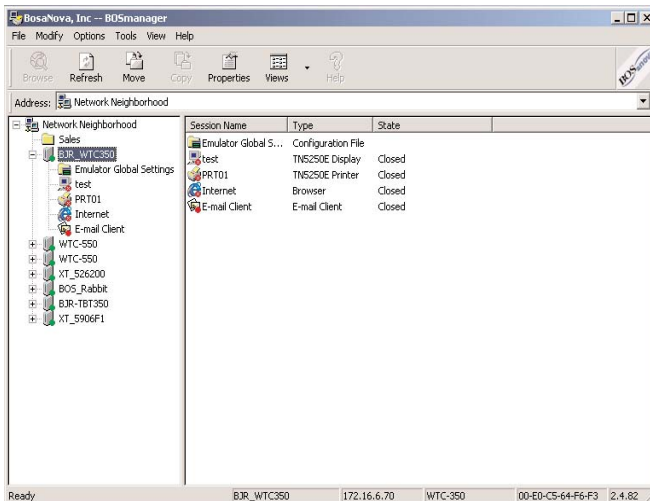 BosaNova, Inc -- BOSmanager
File Modify Options Tools View Help
Browse Refresh Move Copy Properties Views Help
BOSaNova
Address: Network Neighborhood
Network Neighborhood
Sales
BJR_WTC350
Emulator Global Settings
test
PRT01
Internet
E-mail Client
WTC-550
WTC-550
XT_526200
BOS_Rabbit
BJR-TBT350
XT_5906F1
Session Name Type State
Emulator Global S... Configuration File
test TN5250E Display Closed
PRT01 TN5250E Printer Closed
Internet Browser Closed
E-mail Client E-mail Client Closed
Ready BJR_WTC350 172.16.6.70 WTC-350 00-E0-C5-64-F6-F3 2.4.82